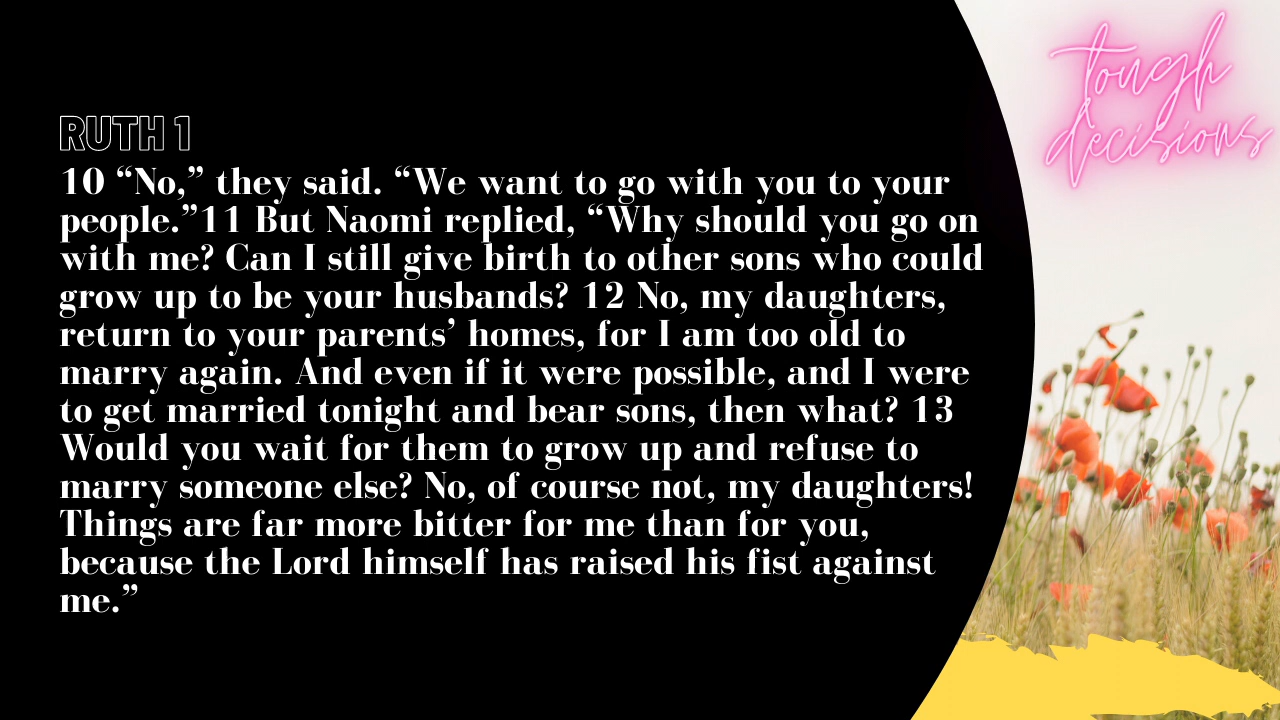 RUTH 1
10 “No,” they said. “We want to go with you to your
people.”11 But Naomi replied, “Why should you go on
with me? Can I still give birth to other sons who could
grow up to be your husbands? 12 No, my daughters,
return to your parents’ homes, for I am too old to
marry again. And even if it were possible, and I were
to get married tonight and bear sons, then what? 13
Would you wait for them to grow up and refuse to
marry someone else? No, of course not, my daughters!
Things are far more bitter for me than for you,
because the Lord himself has raised his fist against
me.”
tough
decisions